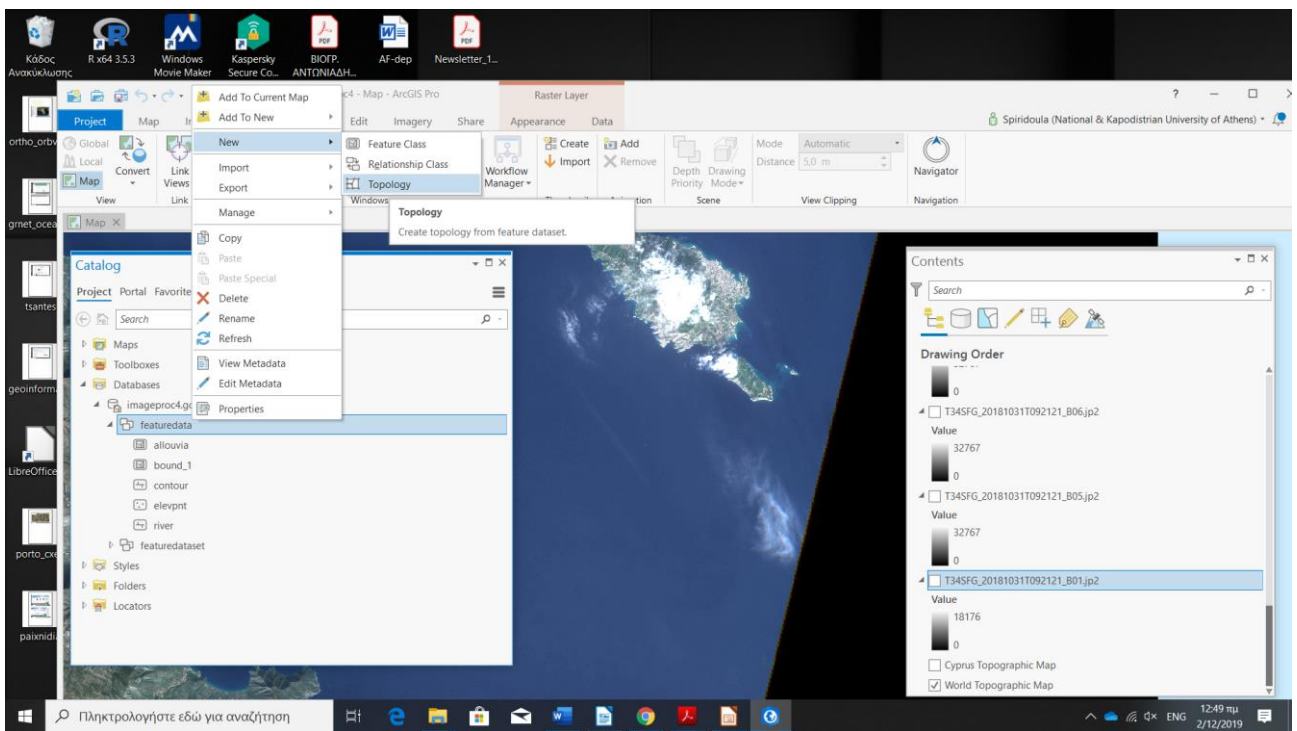 Κάδος
Ανακύκλωσης
R x64 3.5.3
Windows
Movie Maker
Kaspersky
Secure Co...
ΒΙΟΓΡ.
ΑΝΤΩΝΙΑΔΗ...
AF-dep
Newsletter_1...
PDF
PDF
ortho_orbv
grnet_ocea
tsantes
geoinform
LibreOffice
porto_cxe
paixnidi
- Map - ArcGIS Pro
Raster Layer
?
Project
Map
Edit
Imagery
Share
Appearance
Data
Spiridoula (National & Kapodistrian University of Athens)
Global
Local
Map
Convert
Link
Views
View
Link
Windows
Workflow
Manager
Create
Import
Add
Remove
Depth
Priority
Drawing
Mode
Scene
Mode
Automatic
Distance
5,0 m
View Clipping
Navigator
Navigation
Map
Add To Current Map
Add To New
New
Import
Export
Manage
Copy
Paste
Paste Special
Delete
Rename
Refresh
View Metadata
Edit Metadata
Properties
Feature Class
Relationship Class
Topology
Topology
Create topology from feature dataset.
Catalog
Project
Portal
Favorite
Search
Maps
Toolboxes
Databases
imageproc4.g
featuredata
allouvia
bound_1
contour
elevpnt
river
featuredataset
Styles
Folders
Locators
Contents
Search
Drawing Order
0
T34SFG_20181031T092121_B06.jp2
Value
32767
0
T34SFG_20181031T092121_B05.jp2
Value
32767
0
T34SFG_20181031T092121_B01.jp2
Value
18176
0
Cyprus Topographic Map
World Topographic Map
Πληκτρολογήστε εδώ για αναζήτηση
ENG
12:49 πμ
2/12/2019